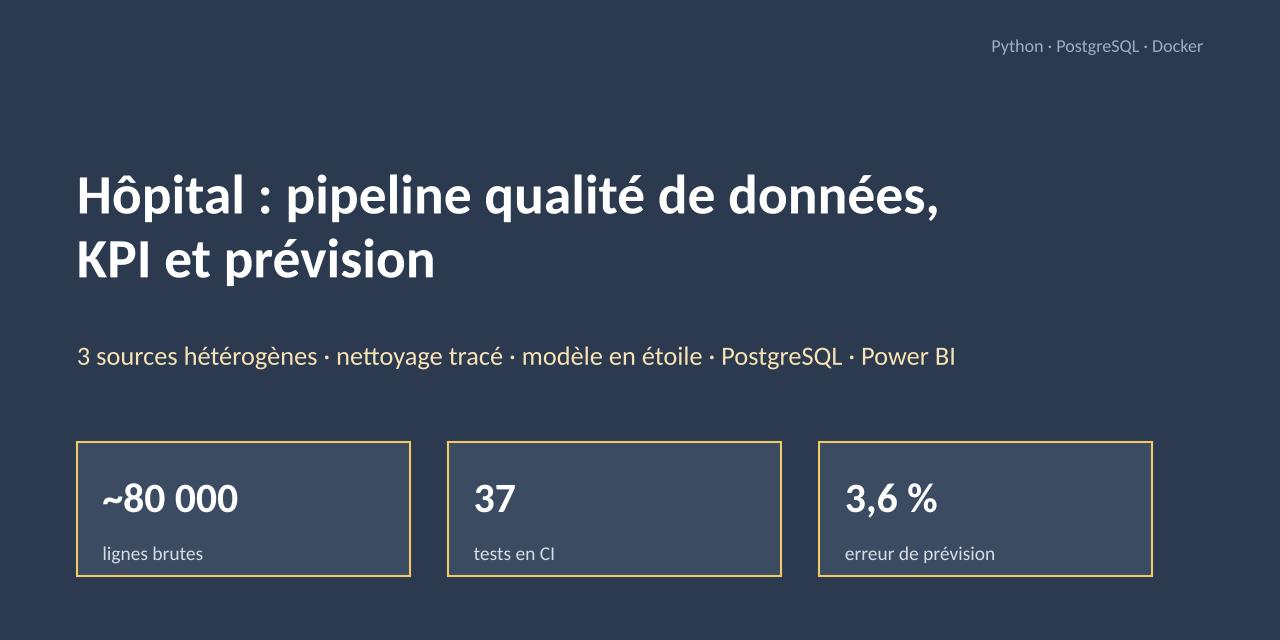 Python · PostgreSQL · Docker
Hôpital : pipeline qualité de données,
KPI et prévision
3 sources hétérogènes · nettoyage tracé · modèle en étoile · PostgreSQL · Power BI
~80 000
lignes brutes
37
tests en CI
3,6 %
erreur de prévision